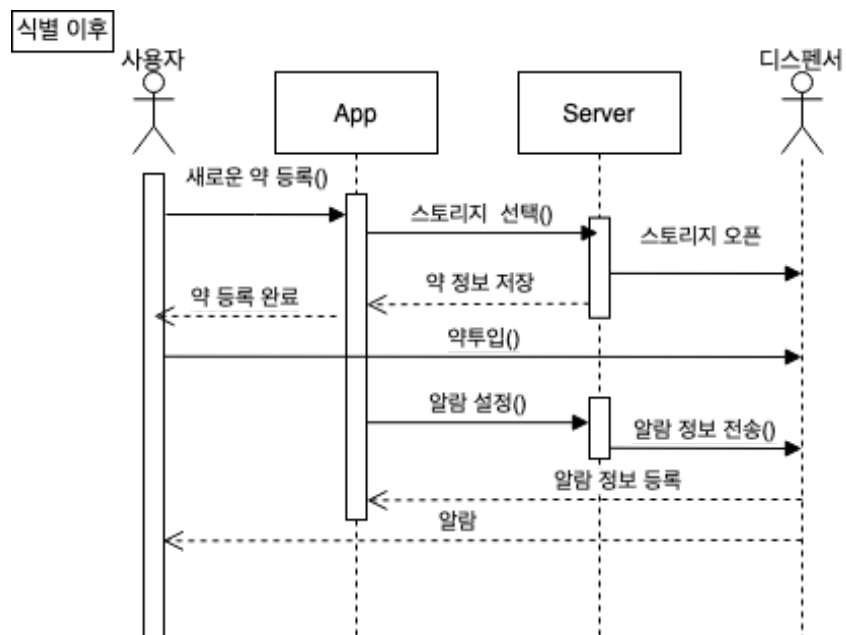 식별 이후
사용자
디스펜서
App
Server
새로운 약 등록()
스토리지 선택()
스토리지 오픈
약 정보 저장
약 등록 완료
약투입()
알람 설정()
알람 정보 전송()
알람 정보 등록
알람